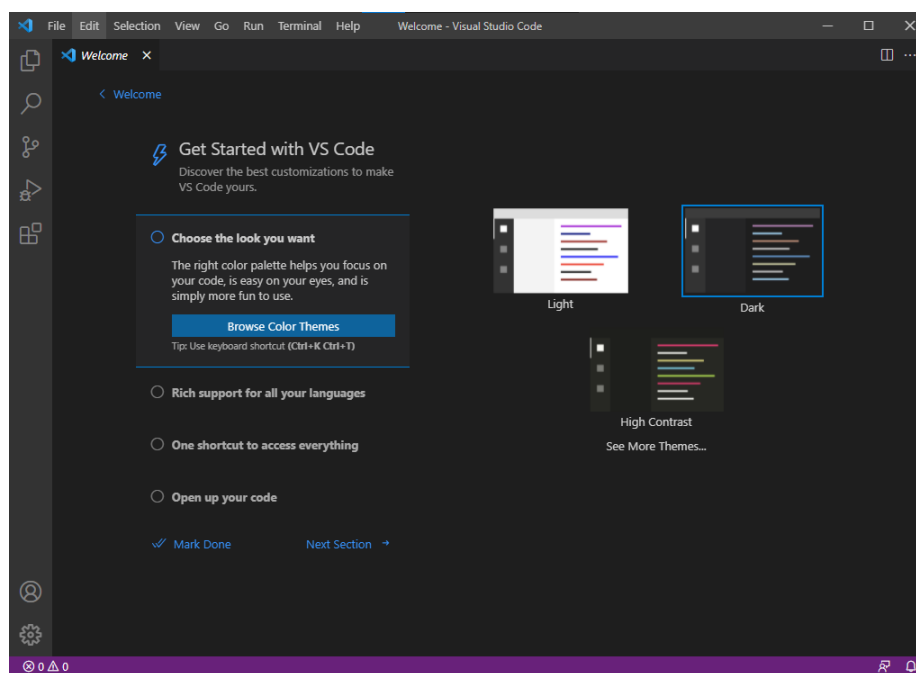 File Edit Selection View Go Run Terminal Help Welcome - Visual Studio Code
Welcome
Welcome
Get Started with VS Code
Discover the best customizations to make
VS Code yours.
Choose the look you want
The right color palette helps you focus on
your code, is easy on your eyes, and is
simply more fun to use.
Browse Color Themes
Tip: Use keyboard shortcut (Ctrl+K Ctrl+T)
Rich support for all your languages
One shortcut to access everything
Open up your code
Mark Done Next Section
Light
Dark
High Contrast
See More Themes...
0 0